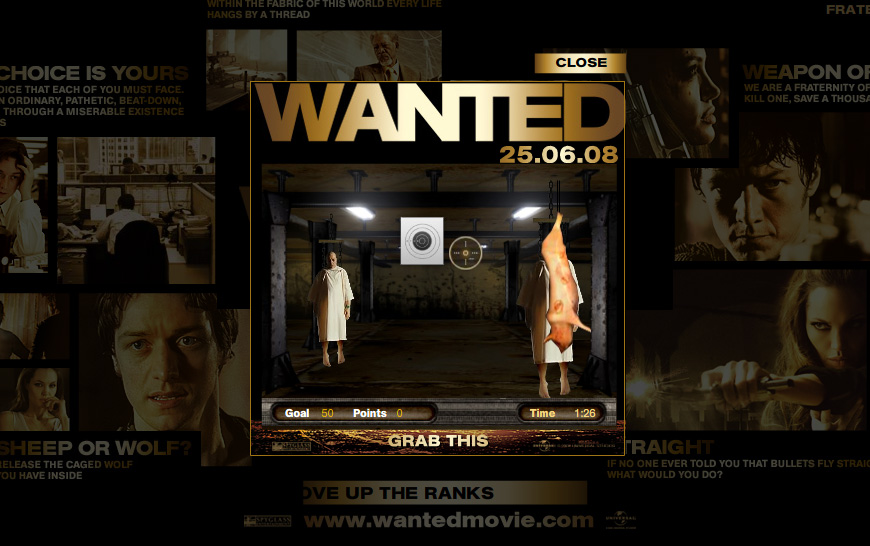 WITHIN THE FABRIC OF THIS WORLD EVERY LIFE
HANGS BY A THREAD
FRATE
CLOSE
CHOICE IS YOURS
OICE THAT EACH OF YOU MUST FACE.
N ORDINARY, PATHETIC, BEAT-DOWN,
THROUGH A MISERABLE EXISTENCE
S
WEAPON OF
WE ARE A FRATERNITY OF
KILL ONE, SAVE A THOUSA
WANTED
25.06.08
Goal 50 Points 0
Time 1:26
GRAB THIS
SHEEP OR WOLF?
RELEASE THE CAGED WOLF
YOU HAVE INSIDE
TRAIGHT
IF NO ONE EVER TOLD YOU THAT BULLETS FLY STRAIG
WHAT WOULD YOU DO?
OVE UP THE RANKS
SPYGLASS
www.wantedmovie.com
UNIVERSAL